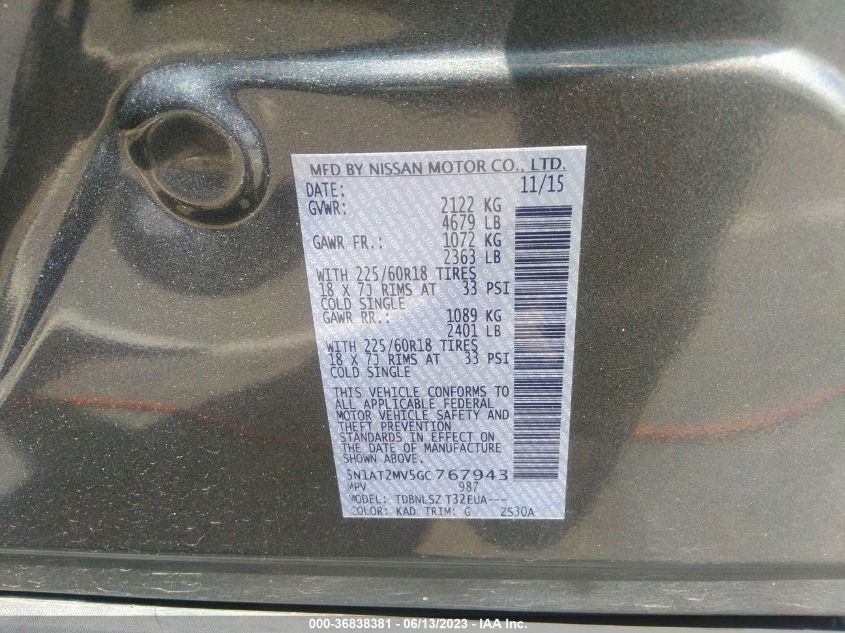 MFD BY NISSAN MOTOR CO., LTD.
DATE: 11/15
GVWR: 2122 KG
4679 LB
GAWR FR.: 1072 KG
2363 LB
WITH 225/60R18 TIRES
18 X 7J RIMS AT 33 PSI
COLD SINGLE
GAWR RR.: 1089 KG
2401 LB
WITH 225/60R18 TIRES
18 X 7J RIMS AT 33 PSI
COLD SINGLE
THIS VEHICLE CONFORMS TO
ALL APPLICABLE FEDERAL
MOTOR VEHICLE SAFETY AND
THEFT PREVENTION
STANDARDS IN EFFECT ON
THE DATE OF MANUFACTURE
SHOWN ABOVE.
5N1AT2MV5GC767943
MPV 987
MODEL: TDBNLSZ T32EUA---
COLOR: KAD TRIM: G 2S30A
000-36838381 - 06/13/2023 - IAA Inc.